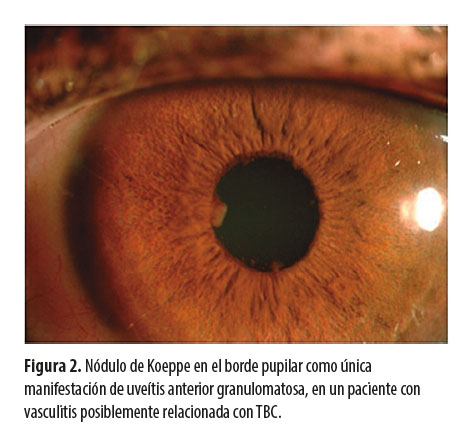 Figura 2. Nódulo de Koeppe en el borde pupilar como única
manifestación de uveítis anterior granulomatosa, en un paciente con
vasculitis posiblemente relacionada con TBC.